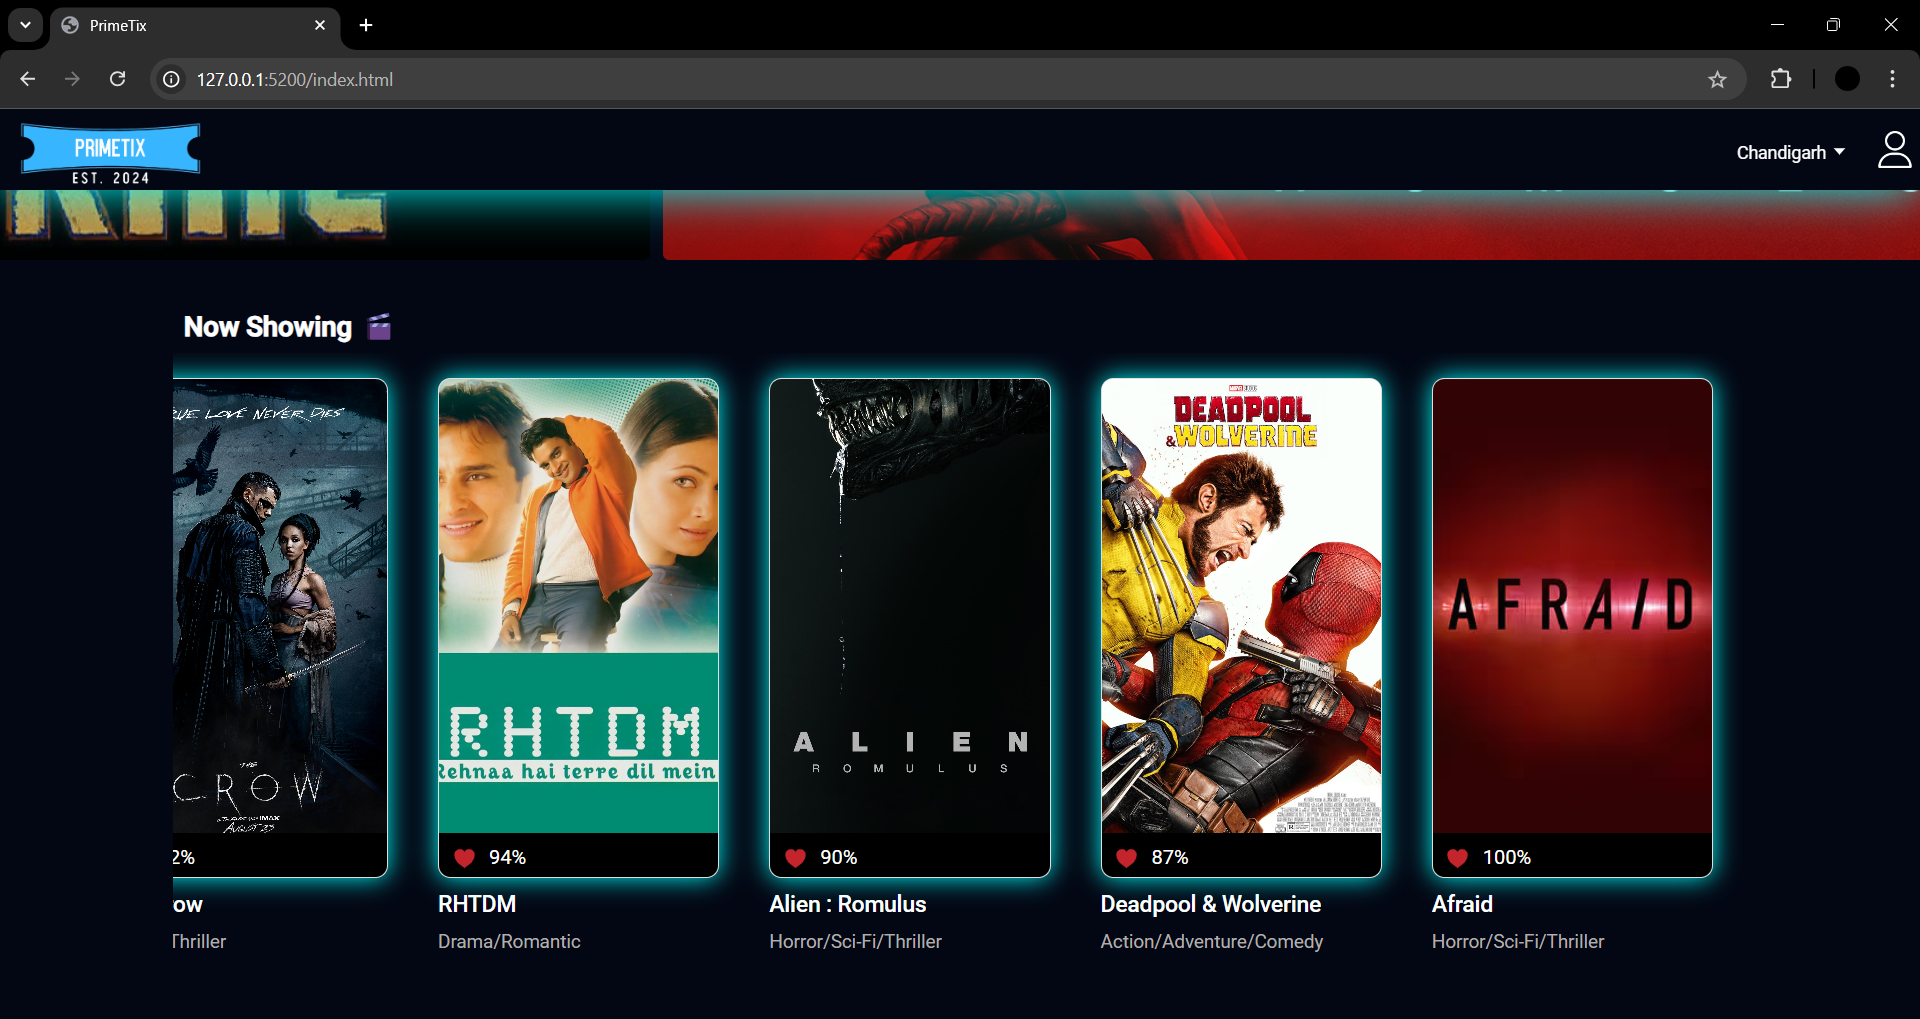 PrimeTix
127.0.0.1:5200/index.html
PRIMETIX
EST. 2024
Chandigarh
Now Showing
LOVE NEVER DIES
THE
CROW
IMAX
AUGUST 23
2%
ow
Thriller
RHTDM
Rehnaa hai terre dil mein
94%
RHTDM
Drama/Romantic
ALIEN
ROMULUS
90%
Alien : Romulus
Horror/Sci-Fi/Thriller
DEADPOOL
&WOLVERINE
87%
Deadpool & Wolverine
Action/Adventure/Comedy
AFRAID
100%
Afraid
Horror/Sci-Fi/Thriller